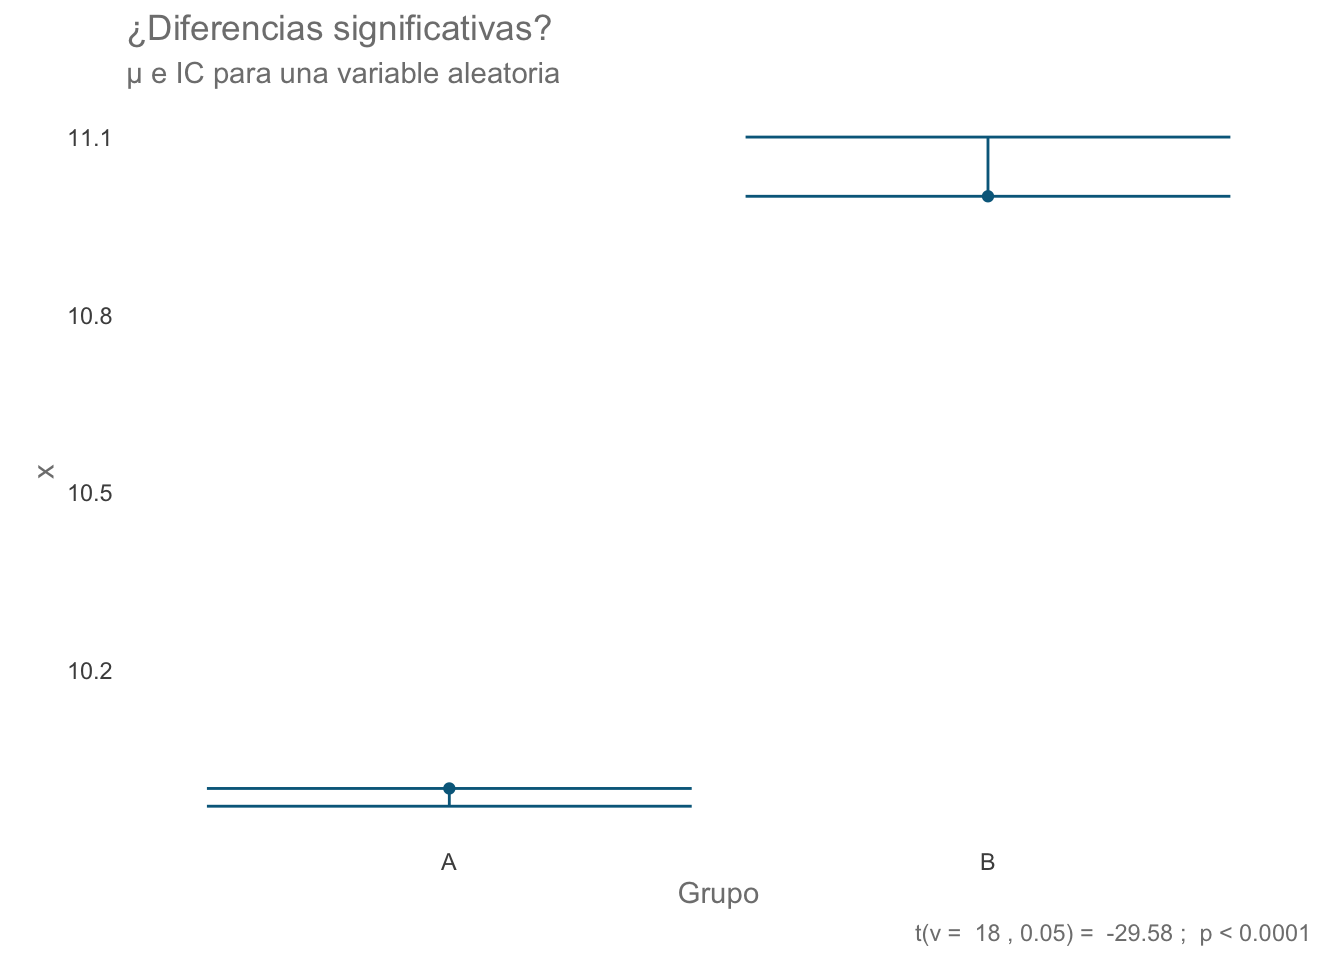 ¿Diferencias significativas?
μ e IC para una variable aleatoria
11.1
10.8
10.5
10.2
x
A
B
Grupo
t(v =  18 , 0.05) =  -29.58 ;  p < 0.0001